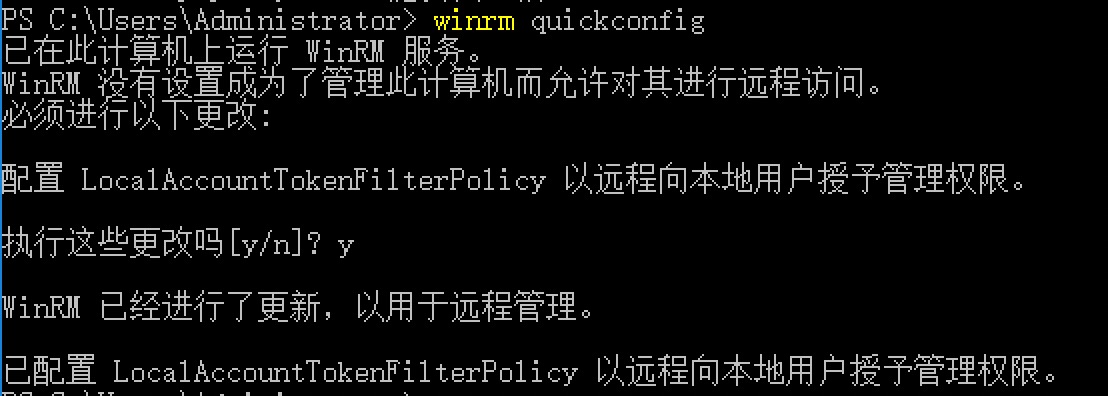 PS C:\Users\Administrator> winrm quickconfig
已在此计算机上运行 WinRM 服务。
WinRM 没有设置成为了管理此计算机而允许对其进行远程访问。
必须进行以下更改:
配置 LocalAccountTokenFilterPolicy 以远程向本地用户授予管理权限。
执行这些更改吗[y/n]? y
WinRM 已经进行了更新，以用于远程管理。
已配置 LocalAccountTokenFilterPolicy 以远程向本地用户授予管理权限。